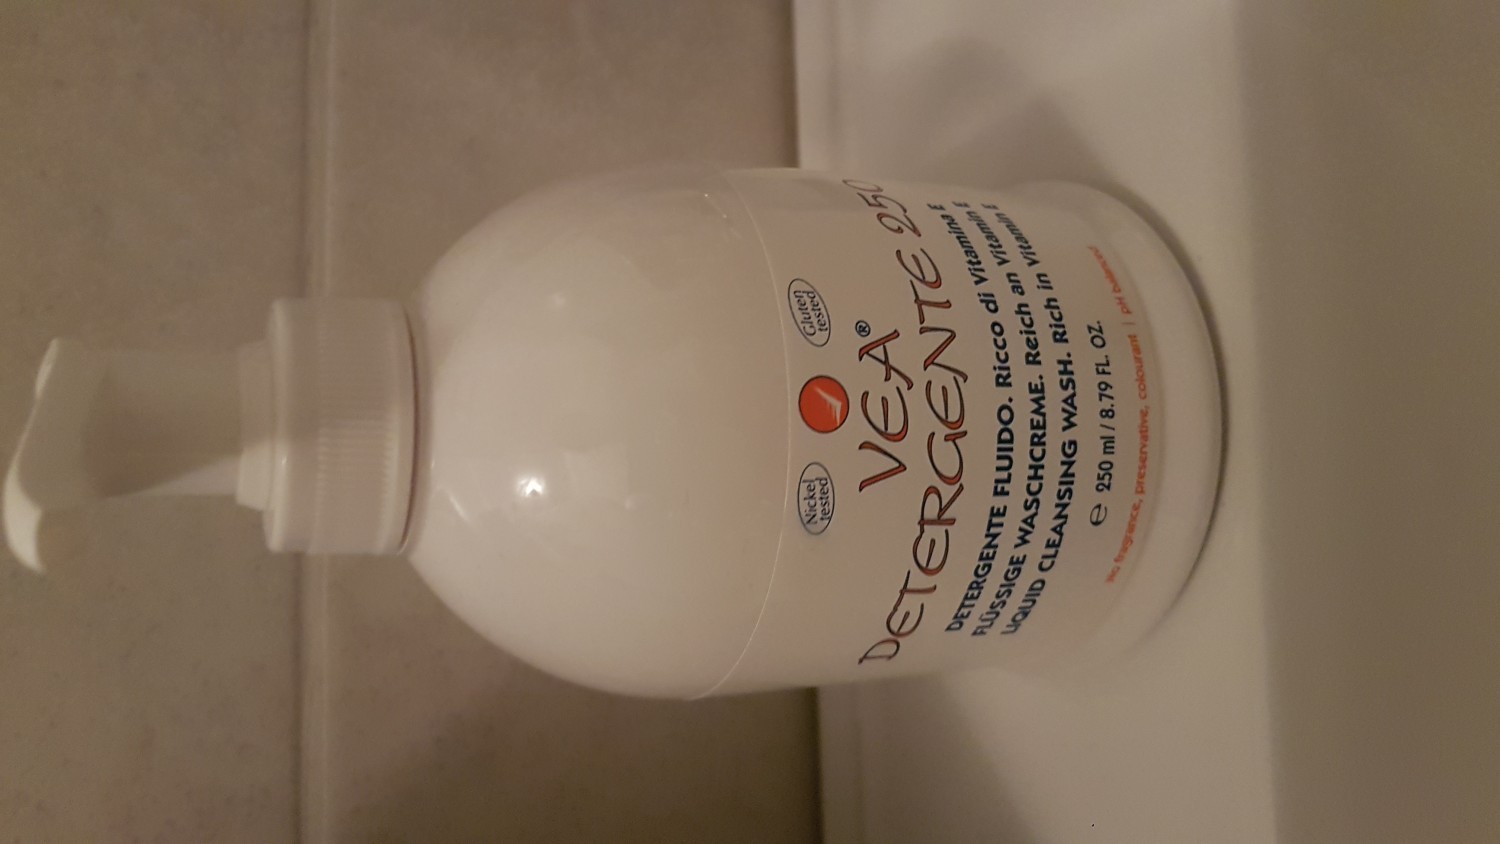 Nickel tested
Gluten tested
VEA®
DETERGENTE 250
DETERGENTE FLUIDO. Ricco di Vitamina E
FLÜSSIGE WASCHCREME. Reich an Vitamin E
LIQUID CLEANSING WASH. Rich in Vitamin E
℮ 250 ml / 8.79 FL. OZ.
No fragrance, preservative, colourant | pH balanced